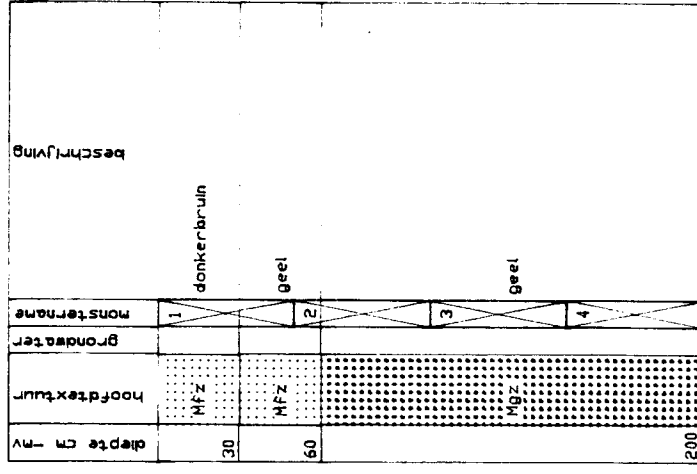 diepte cm -mv
hoofdtextuur
grondwater
monstername
beschrijving
Mfz
1
donkerbruin
30
Mfz
geel
2
60
Mgz
3
geel
4
200